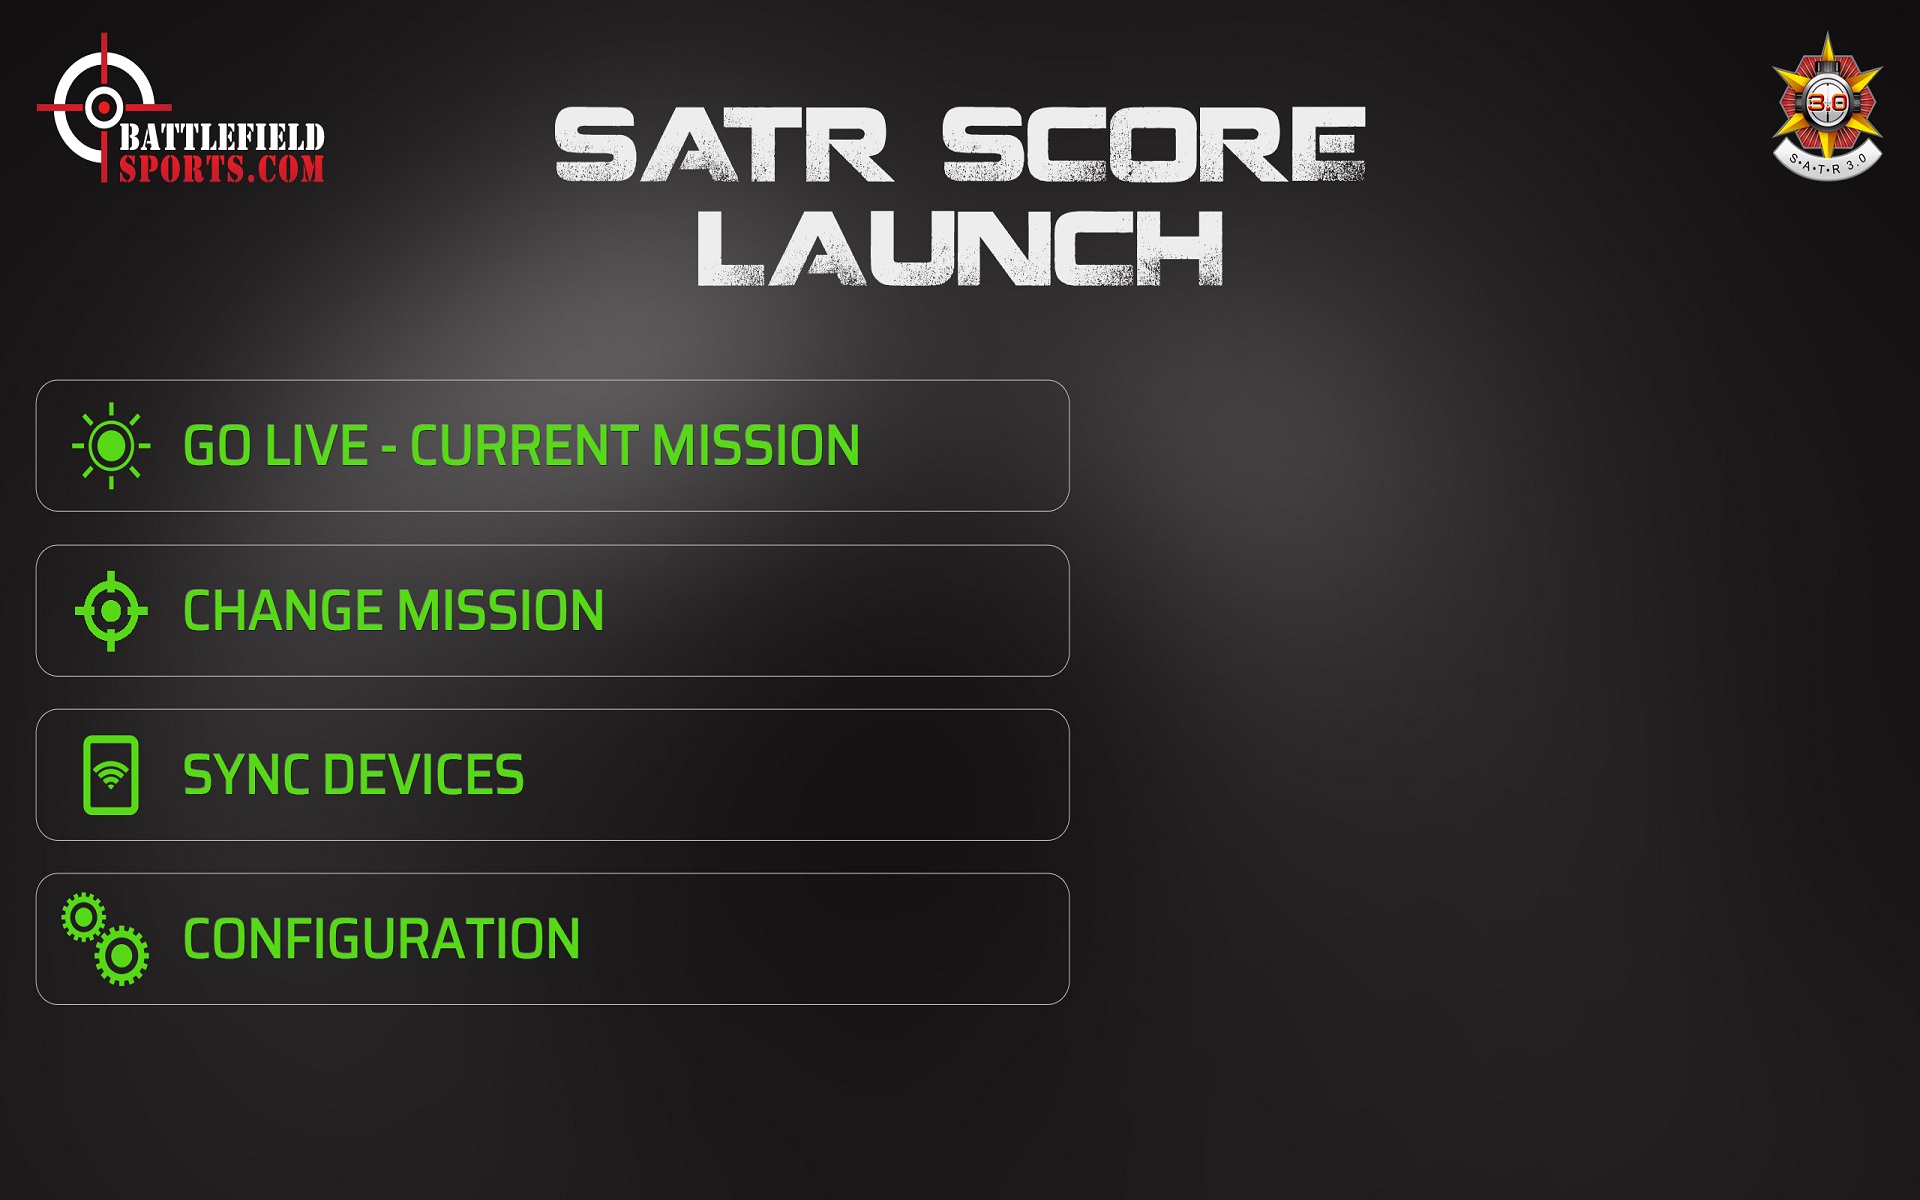 BATTLEFIELD
SPORTS.COM
SATR SCORE
LAUNCH
3.0
S•A•T•R 3.0
GO LIVE - CURRENT MISSION
CHANGE MISSION
SYNC DEVICES
CONFIGURATION